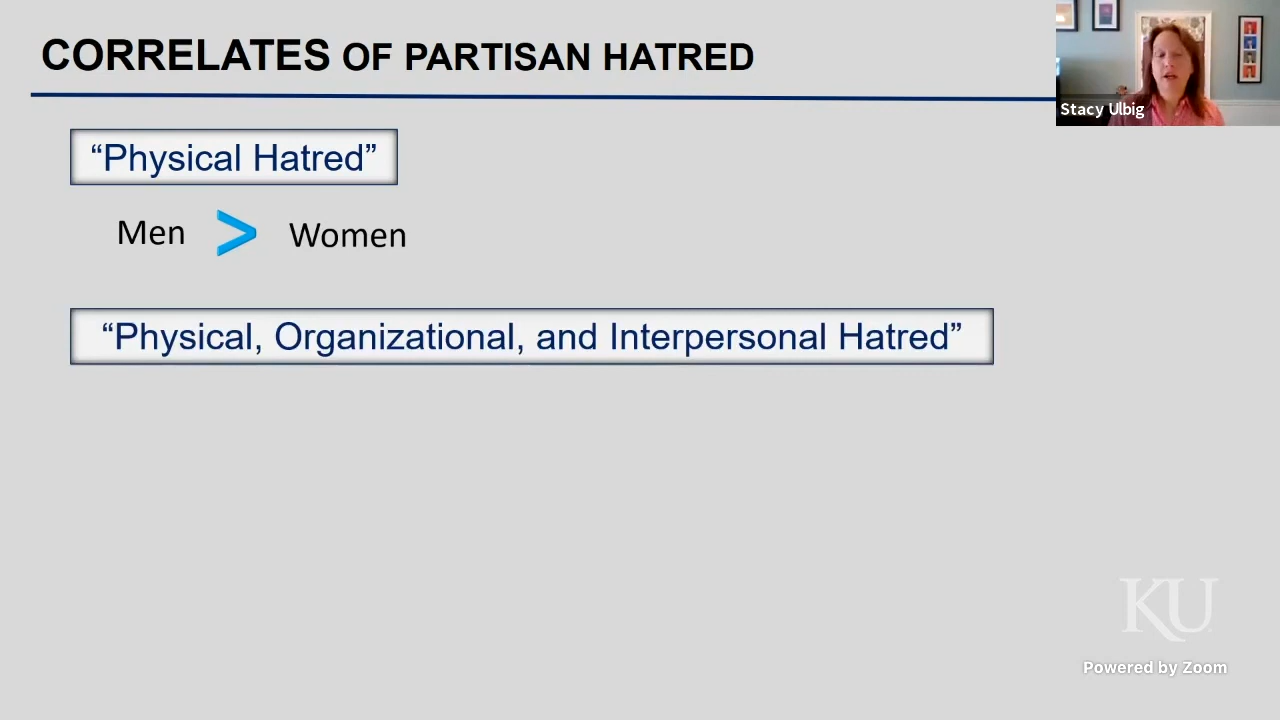 CORRELATES OF PARTISAN HATRED
Stacy Ulbig
“Physical Hatred”
Men > Women
“Physical, Organizational, and Interpersonal Hatred”
KU
Powered by Zoom